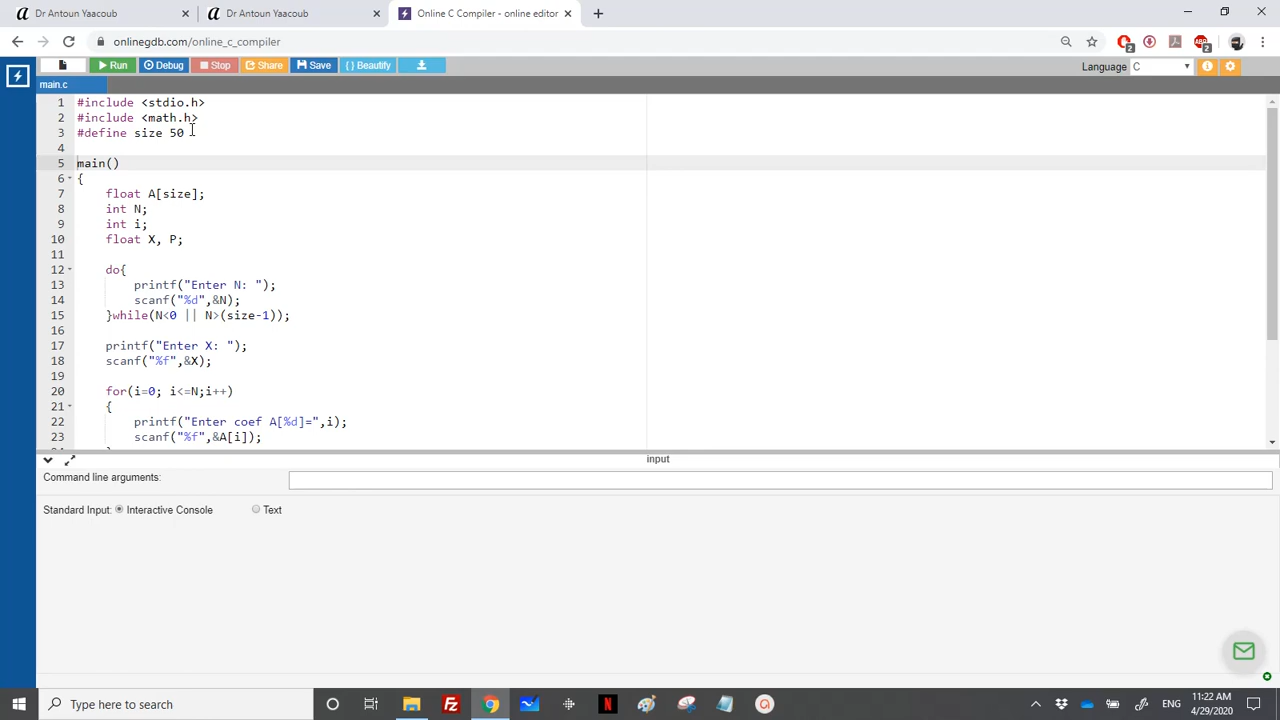 Dr Antoun Yaacoub
Dr Antoun Yaacoub
Online C Compiler - online editor
onlinegdb.com/online_c_compiler
Run Debug Stop Share Save { } Beautify
Language C
main.c
1 #include <stdio.h>
2 #include <math.h>
3 #define size 50
4
5 main()
6 {
7 float A[size];
8 int N;
9 int i;
10 float X, P;
11
12 do{
13 printf("Enter N: ");
14 scanf("%d",&N);
15 }while(N<0 || N>(size-1));
16
17 printf("Enter X: ");
18 scanf("%f",&X);
19
20 for(i=0; i<=N;i++)
21 {
22 printf("Enter coef A[%d]=",i);
23 scanf("%f",&A[i]);
input
Command line arguments:
Standard Input: Interactive Console Text
Type here to search
ENG
11:22 AM
4/29/2020